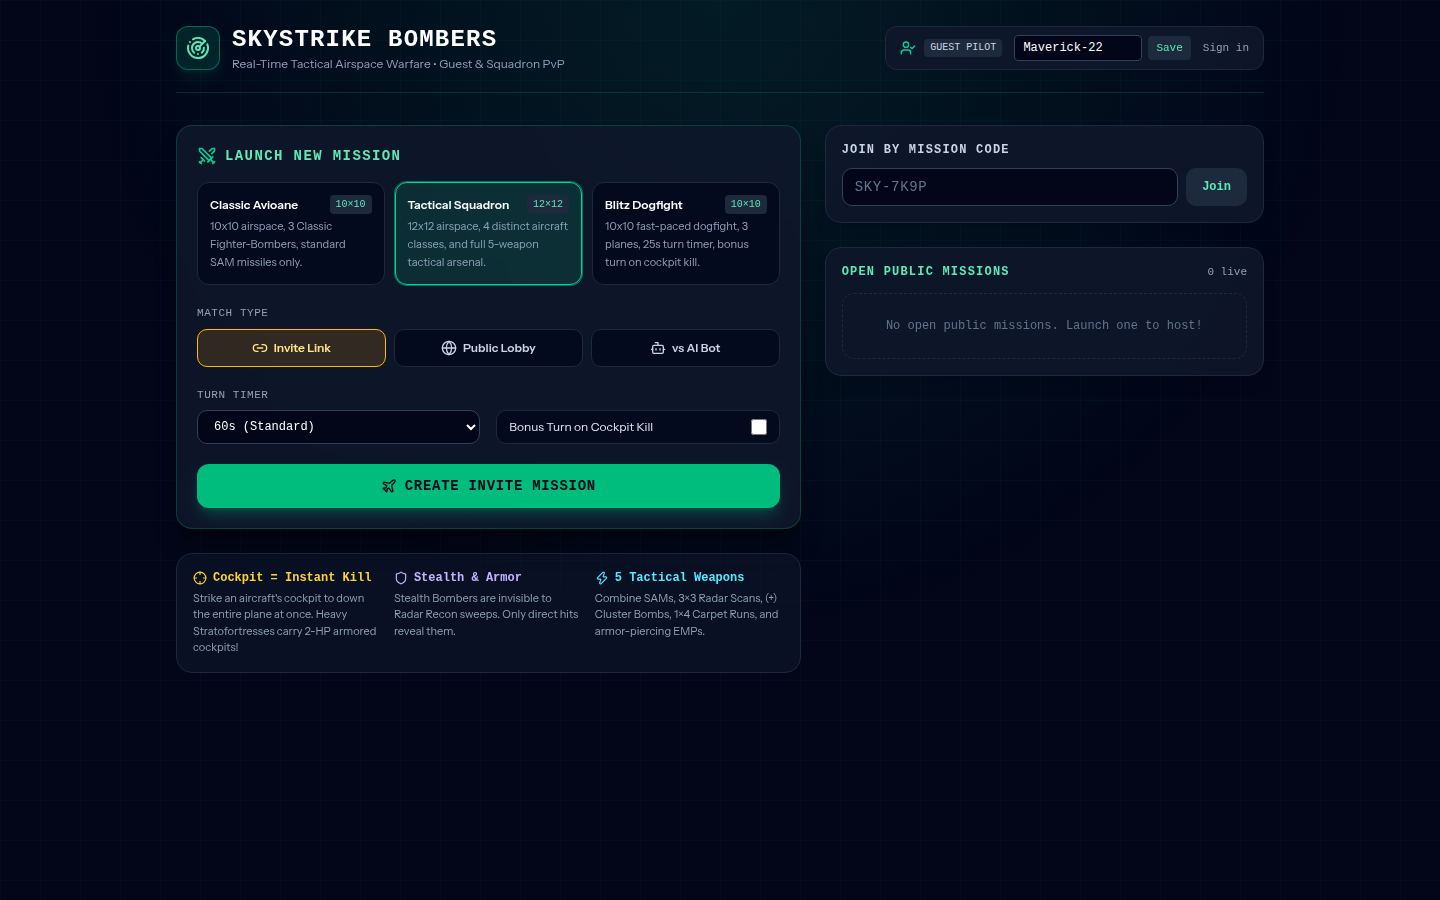 SKYSTRIKE BOMBERS
Real-Time Tactical Airspace Warfare • Guest & Squadron PvP
GUEST PILOT
Maverick-22
Save
Sign in
LAUNCH NEW MISSION
Classic Avioane
10×10
10x10 airspace, 3 Classic
Fighter-Bombers, standard
SAM missiles only.
Tactical Squadron
12×12
12x12 airspace, 4 distinct aircraft
classes, and full 5-weapon
tactical arsenal.
Blitz Dogfight
10×10
10x10 fast-paced dogfight, 3
planes, 25s turn timer, bonus
turn on cockpit kill.
MATCH TYPE
Invite Link
Public Lobby
vs AI Bot
TURN TIMER
60s (Standard)
Bonus Turn on Cockpit Kill
CREATE INVITE MISSION
Cockpit = Instant Kill
Strike an aircraft's cockpit to down
the entire plane at once. Heavy
Stratofortresses carry 2-HP armored
cockpits!
Stealth & Armor
Stealth Bombers are invisible to
Radar Recon sweeps. Only direct hits
reveal them.
5 Tactical Weapons
Combine SAMs, 3×3 Radar Scans, (+)
Cluster Bombs, 1×4 Carpet Runs, and
armor-piercing EMPs.
JOIN BY MISSION CODE
SKY-7K9P
Join
OPEN PUBLIC MISSIONS
0 live
No open public missions. Launch one to host!